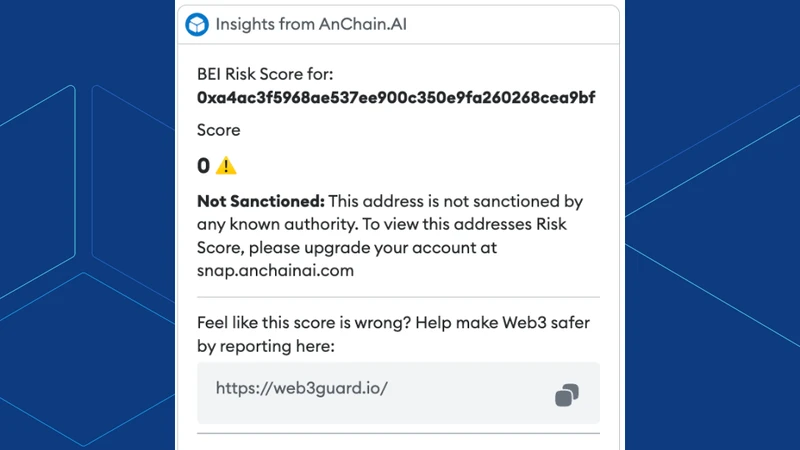 Insights from AnChain.AI
BEI Risk Score for:
0xa4ac3f5968ae537ee900c350e9fa260268cea9bf
Score
0
Not Sanctioned: This address is not sanctioned by
any known authority. To view this addresses Risk
Score, please upgrade your account at
snap.anchainai.com
Feel like this score is wrong? Help make Web3 safer
by reporting here:
https://web3guard.io/